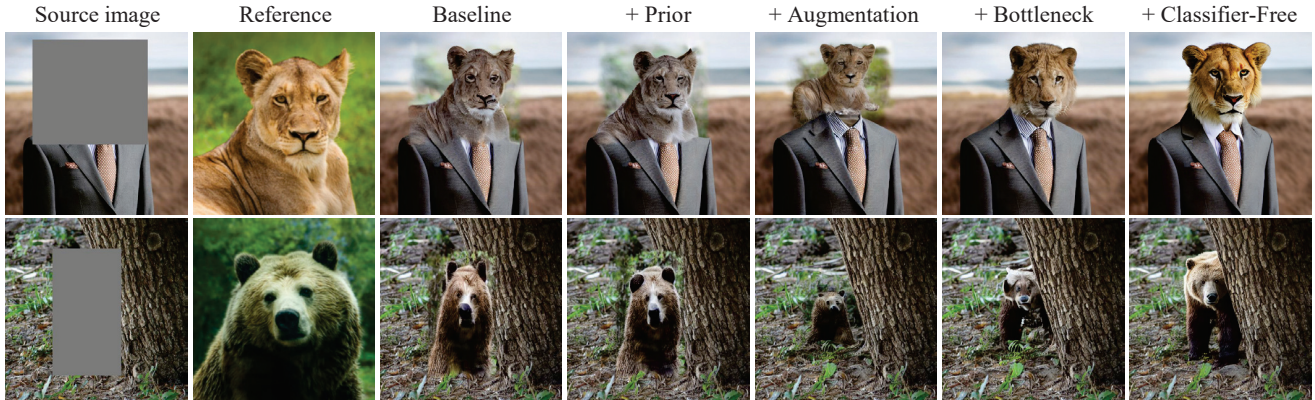 Source image Reference Baseline + Prior + Augmentation + Bottleneck + Classifier-Free